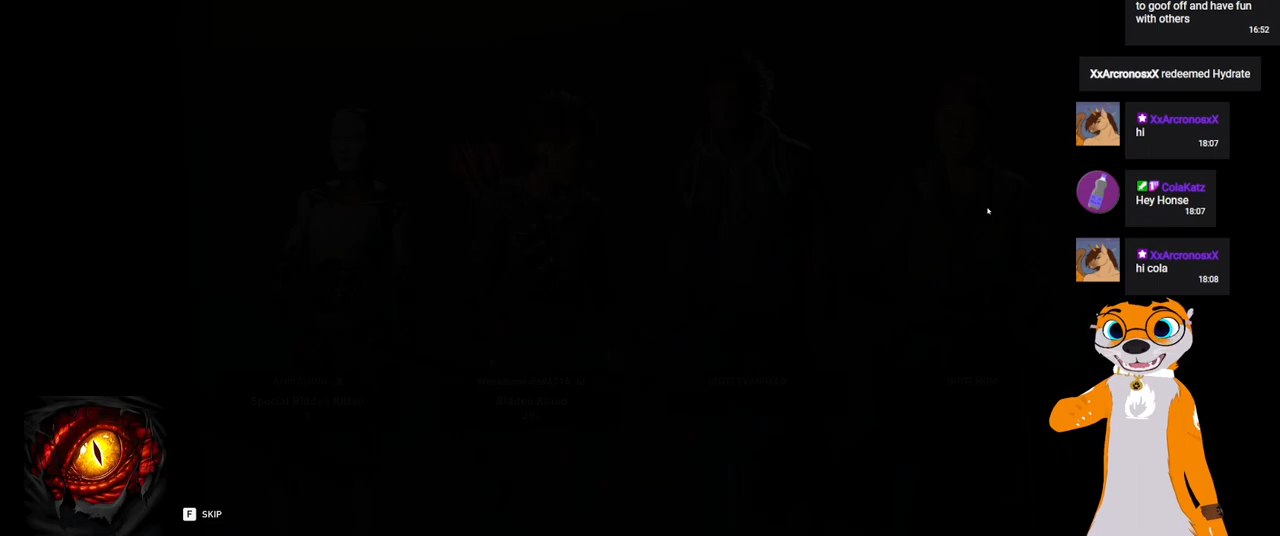 to goof off and have fun
with others
16:52
XxArcronosxX redeemed Hydrate
XxArcronosxX
hi
18:07
ColaKatz
Hey Honse
18:07
XxArcronosxX
hi cola
18:08
F SKIP